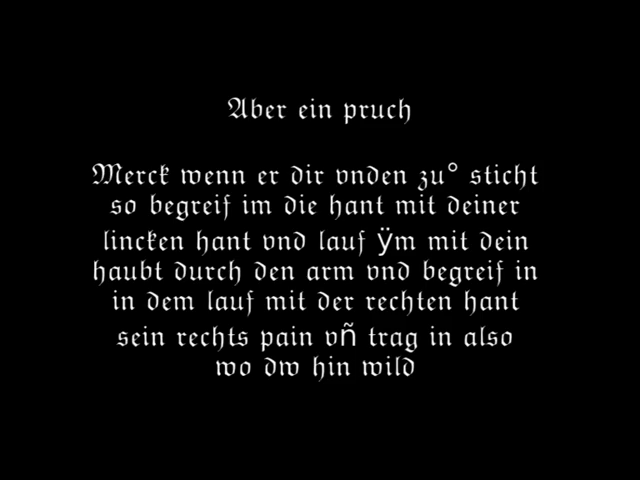 Aber ein pruch
Merck wenn er dir vnden zu° sticht
so begreif im die hant mit deiner
lincken hant vnd lauf ÿm mit dein
haubt durch den arm vnd begreif in
in dem lauf mit der rechten hant
sein rechts pain vñ trag in also
wo dw hin wild